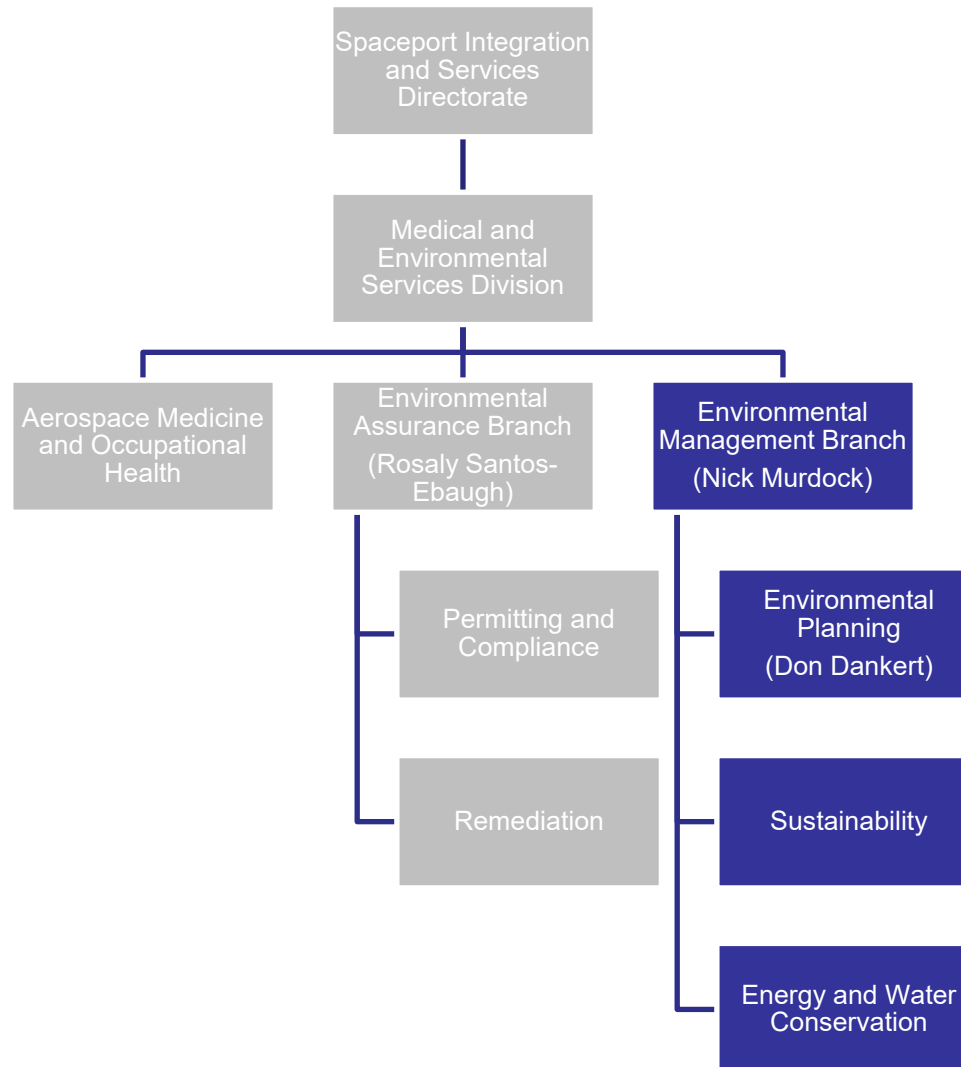 Spaceport Integration
and Services
Directorate
Medical and
Environmental
Services Division
Aerospace Medicine
and Occupational
Health
Environmental
Assurance Branch
(Rosaly Santos-
Ebaugh)
Environmental
Management Branch
(Nick Murdock)
Permitting and
Compliance
Remediation
Environmental
Planning
(Don Dankert)
Sustainability
Energy and Water
Conservation